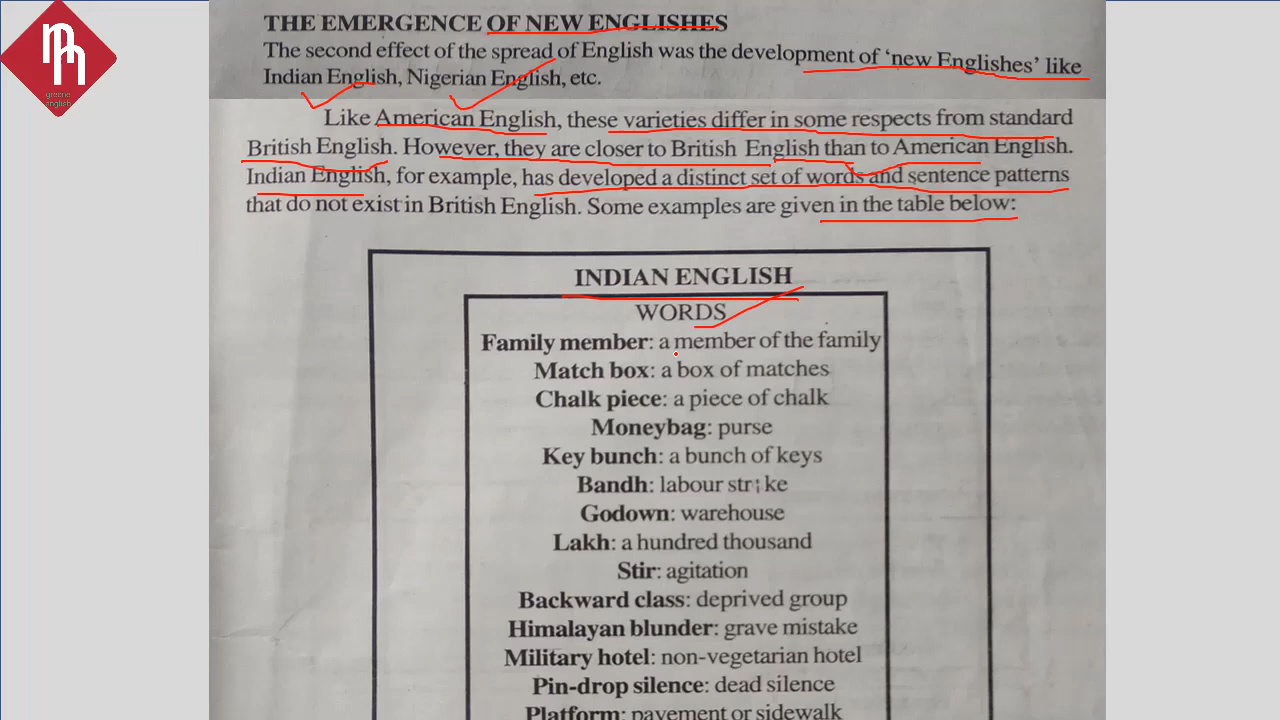 THE EMERGENCE OF NEW ENGLISHES
The second effect of the spread of English was the development of ‘new Englishes’ like
Indian English, Nigerian English, etc.
Like American English, these varieties differ in some respects from standard
British English. However, they are closer to British English than to American English.
Indian English, for example, has developed a distinct set of words and sentence patterns
that do not exist in British English. Some examples are given in the table below:
greene
english
INDIAN ENGLISH
WORDS
Family member: a member of the family
Match box: a box of matches
Chalk piece: a piece of chalk
Moneybag: purse
Key bunch: a bunch of keys
Bandh: labour strike
Godown: warehouse
Lakh: a hundred thousand
Stir: agitation
Backward class: deprived group
Himalayan blunder: grave mistake
Military hotel: non-vegetarian hotel
Pin-drop silence: dead silence
Platform: pavement or sidewalk